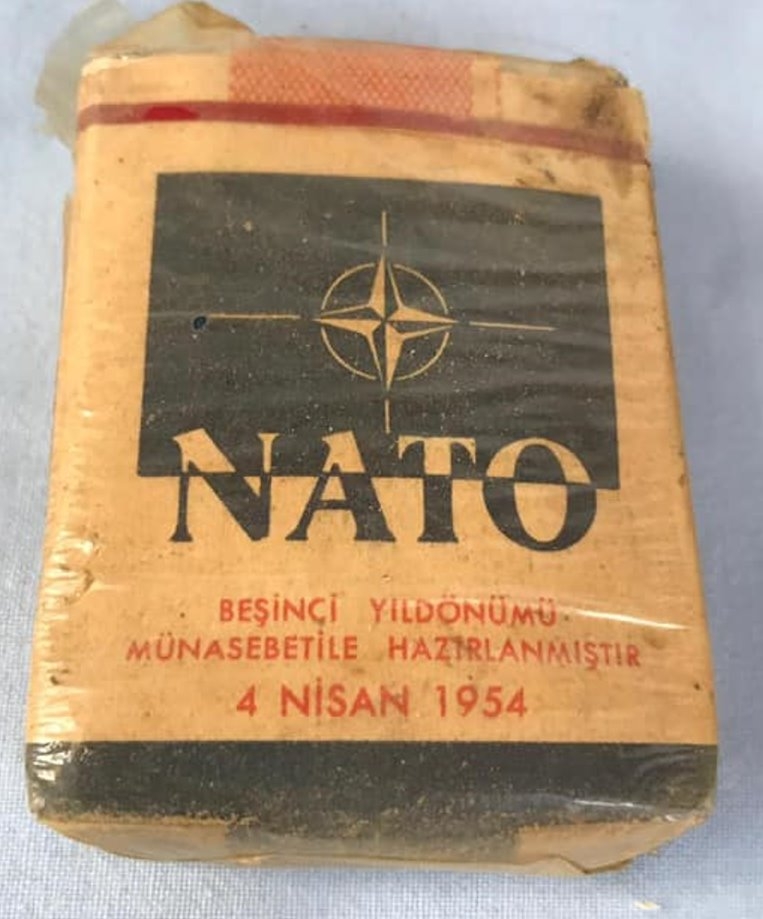 NATO
BEŞİNCİ YILDÖNÜMÜ
MÜNASEBETİLE HAZIRLANMIŞTIR
4 NİSAN 1954